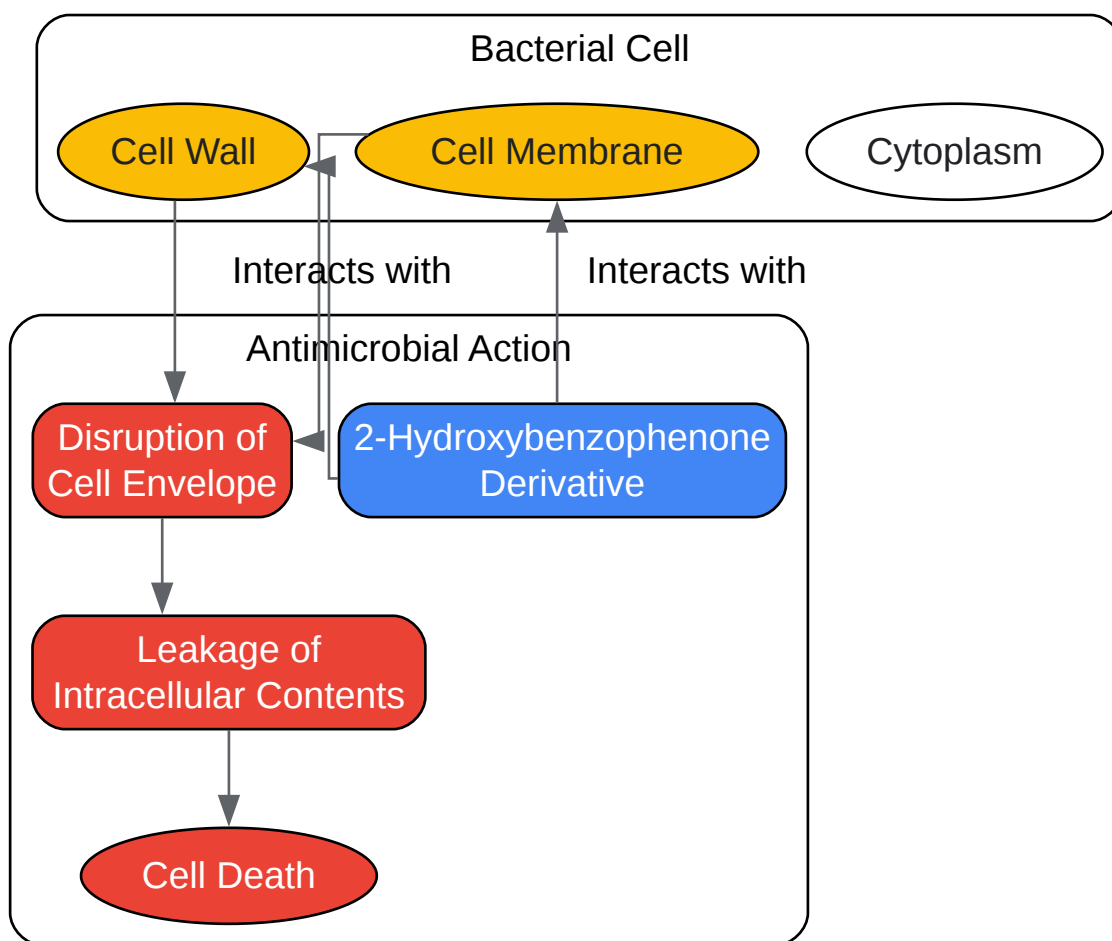 Bacterial Cell
Cell Wall
Cell Membrane
Cytoplasm
Interacts with
Interacts with
Antimicrobial Action
Disruption of
Cell Envelope
2-Hydroxybenzophenone
Derivative
Leakage of
Intracellular Contents
Cell Death